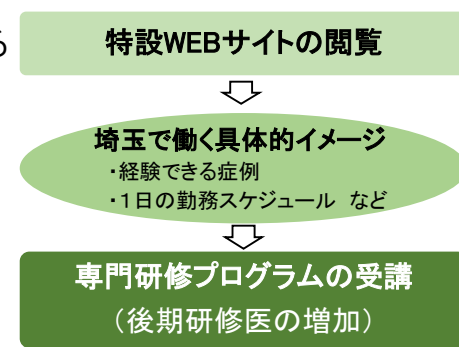 る
特設WEBサイトの閲覧
埼玉で働く具体的イメージ
・経験できる症例
・1日の勤務スケジュール など
専門研修プログラムの受講
（後期研修医の増加）